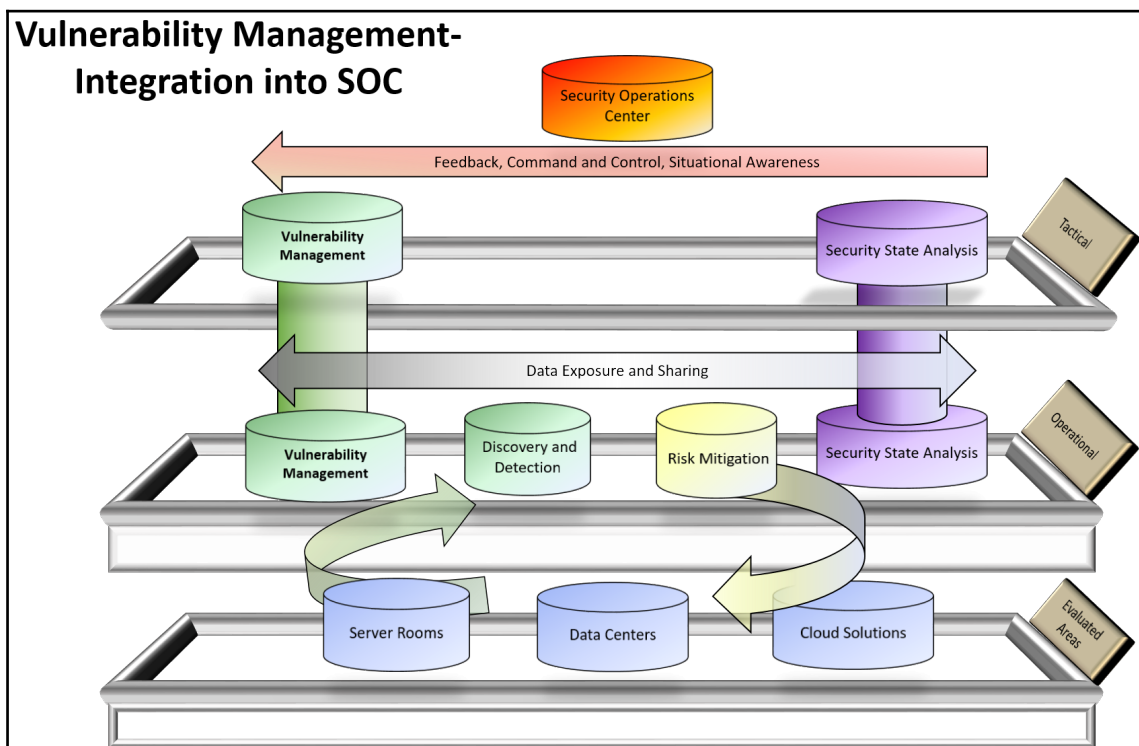 Vulnerability Management-
Integration into SOC
Security Operations
Center
Feedback, Command and Control, Situational Awareness
Tactical
Vulnerability
Management
Security State Analysis
Data Exposure and Sharing
Operational
Vulnerability
Management
Discovery and
Detection
Risk Mitigation
Security State Analysis
Evaluated
Areas
Server Rooms
Data Centers
Cloud Solutions